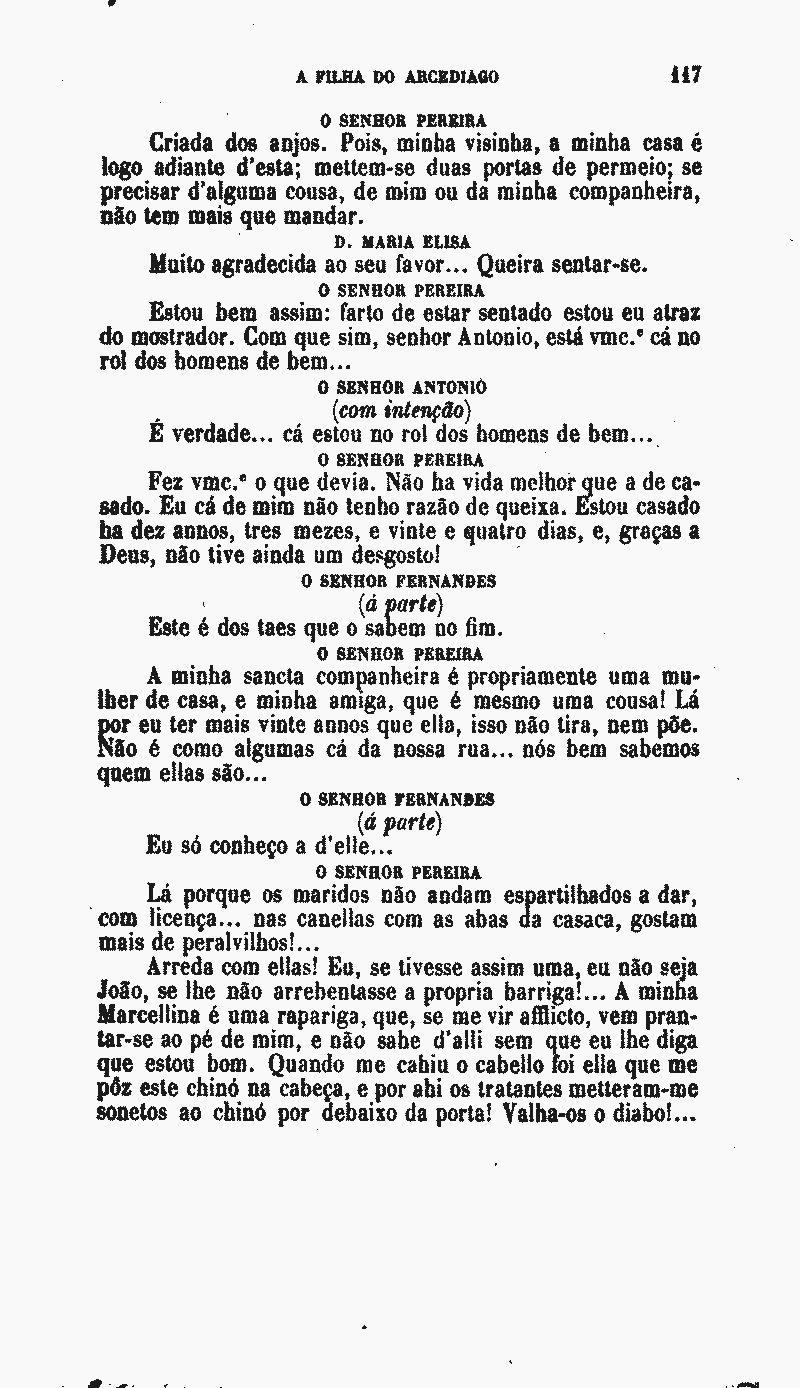 A FILHA DO ARCEDIAGO 117
O SENHOR PEREIRA
Criada dos anjos. Pois, minha visinha, a minha casa é
logo adiante d'esta; mettem-se duas portas de permeio; se
precisar d'alguma cousa, de mim ou da minha companheira,
não tem mais que mandar.
D. MARIA ELISA
Muito agradecida ao seu favor... Queira sentar-se.
O SENHOR PEREIRA
Estou bem assim: farto de estar sentado estou eu atraz
do mostrador. Com que sim, senhor Antonio, está vmc.ᵉ cá no
rol dos homens de bem...
O SENHOR ANTONIO
(com intenção)
É verdade... cá estou no rol dos homens de bem...
O SENHOR PEREIRA
Fez vmc.ᵉ o que devia. Não ha vida melhor que a de ca-
sado. Eu cá de mim não tenho razão de queixa. Estou casado
ha dez annos, tres mezes, e vinte e quatro dias, e, graças a
Deus, não tive ainda um desgosto!
O SENHOR FERNANDES
(á parte)
Este é dos taes que o sabem no fim.
O SENHOR PEREIRA
A minha sancta companheira é propriamente uma mu-
lher de casa, e minha amiga, que é mesmo uma cousa! Lá
por eu ter mais vinte annos que ella, isso não tira, nem põe.
Não é como algumas cá da nossa rua... nós bem sabemos
quem ellas são...
O SENHOR FERNANDES
(á parte)
Eu só conheço a d'elle...
O SENHOR PEREIRA
Lá porque os maridos não andam espartilhados a dar,
com licença... nas canellas com as abas da casaca, gostam
mais de peralvilhos!...
Arreda com ellas! Eu, se tivesse assim uma, eu não seja
João, se lhe não arrebentasse a propria barriga!... A minha
Marcellina é uma rapariga, que, se me vir afflicto, vem pran-
tar-se ao pé de mim, e não sahe d'alli sem que eu lhe diga
que estou bom. Quando me cahiu o cabello foi ella que me
pôz este chinó na cabeça, e por ahi os tratantes metteram-me
sonetos ao chinó por debaixo da porta! Valha-os o diabo!...